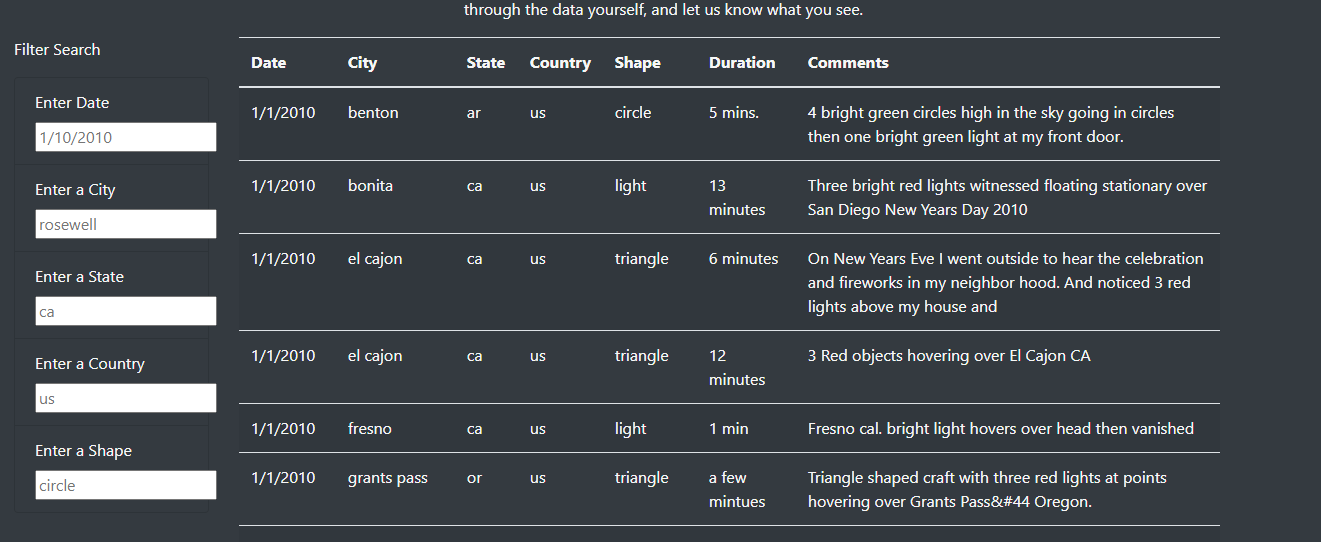 through the data yourself, and let us know what you see.
Filter Search
Enter Date
1/10/2010
Enter a City
rosewell
Enter a State
ca
Enter a Country
us
Enter a Shape
circle
Date City State Country Shape Duration Comments
1/1/2010 benton ar us circle 5 mins. 4 bright green circles high in the sky going in circles
then one bright green light at my front door.
1/1/2010 bonita ca us light 13 Three bright red lights witnessed floating stationary over
minutes San Diego New Years Day 2010
1/1/2010 el cajon ca us triangle 6 minutes On New Years Eve I went outside to hear the celebration
and fireworks in my neighbor hood. And noticed 3 red
lights above my house and
1/1/2010 el cajon ca us triangle 12 3 Red objects hovering over El Cajon CA
minutes
1/1/2010 fresno ca us light 1 min Fresno cal. bright light hovers over head then vanished
1/1/2010 grants pass or us triangle a few Triangle shaped craft with three red lights at points
mintues hovering over Grants Pass&#44 Oregon.